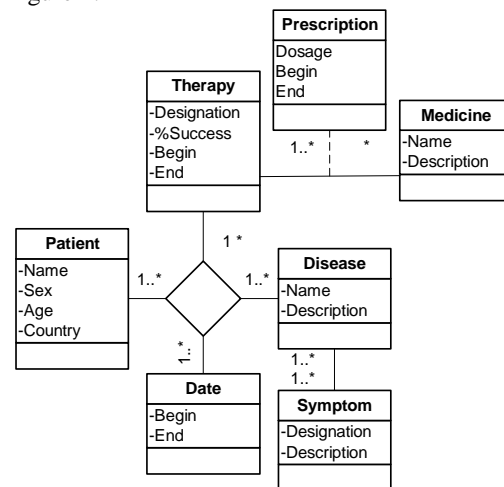 Prescription
Dosage
Begin
End
Therapy
-Designation
-%Success
-Begin
-End
Medicine
-Name
-Description
1..*
*
1 *
Patient
-Name
-Sex
-Age
-Country
1..*
1..*
Disease
-Name
-Description
1..*
1..*
1..*
Date
-Begin
-End
Symptom
-Designation
-Description